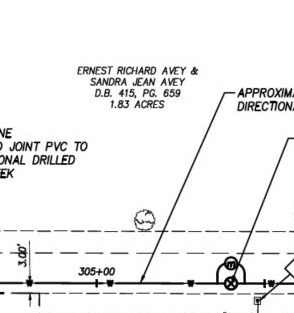 ERNEST RICHARD AVEY &
SANDRA JEAN AVEY
D.B. 415, PG. 659
1.83 ACRES
APPROXIMA
DIRECTION
NE
JOINT PVC TO
ONAL DRILLED
EEK
3.00'
305+00
W W W W